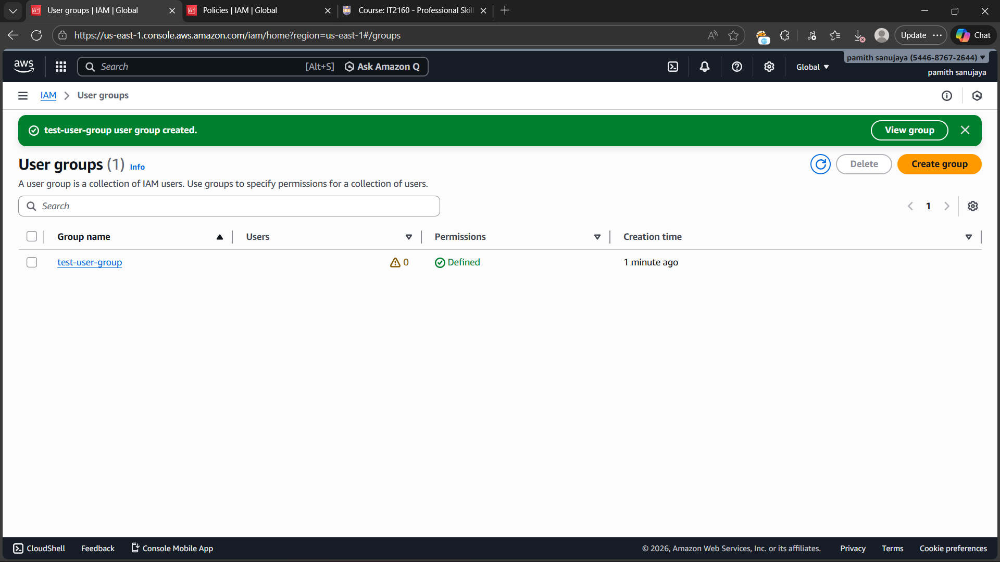 User groups | IAM | Global
Policies | IAM | Global
Course: IT2160 - Professional Skil
https://us-east-1.console.aws.amazon.com/iam/home?region=us-east-1#/groups
Update
Chat
aws
Search
[Alt+S]
Ask Amazon Q
Global
pamith sanujaya (5446-8767-2644)
pamith sanujaya
IAM
User groups
test-user-group user group created.
View group
User groups (1) Info
Delete
Create group
A user group is a collection of IAM users. Use groups to specify permissions for a collection of users.
Search
1
Group name
Users
Permissions
Creation time
test-user-group
0
Defined
1 minute ago
CloudShell
Feedback
Console Mobile App
© 2026, Amazon Web Services, Inc. or its affiliates.
Privacy
Terms
Cookie preferences